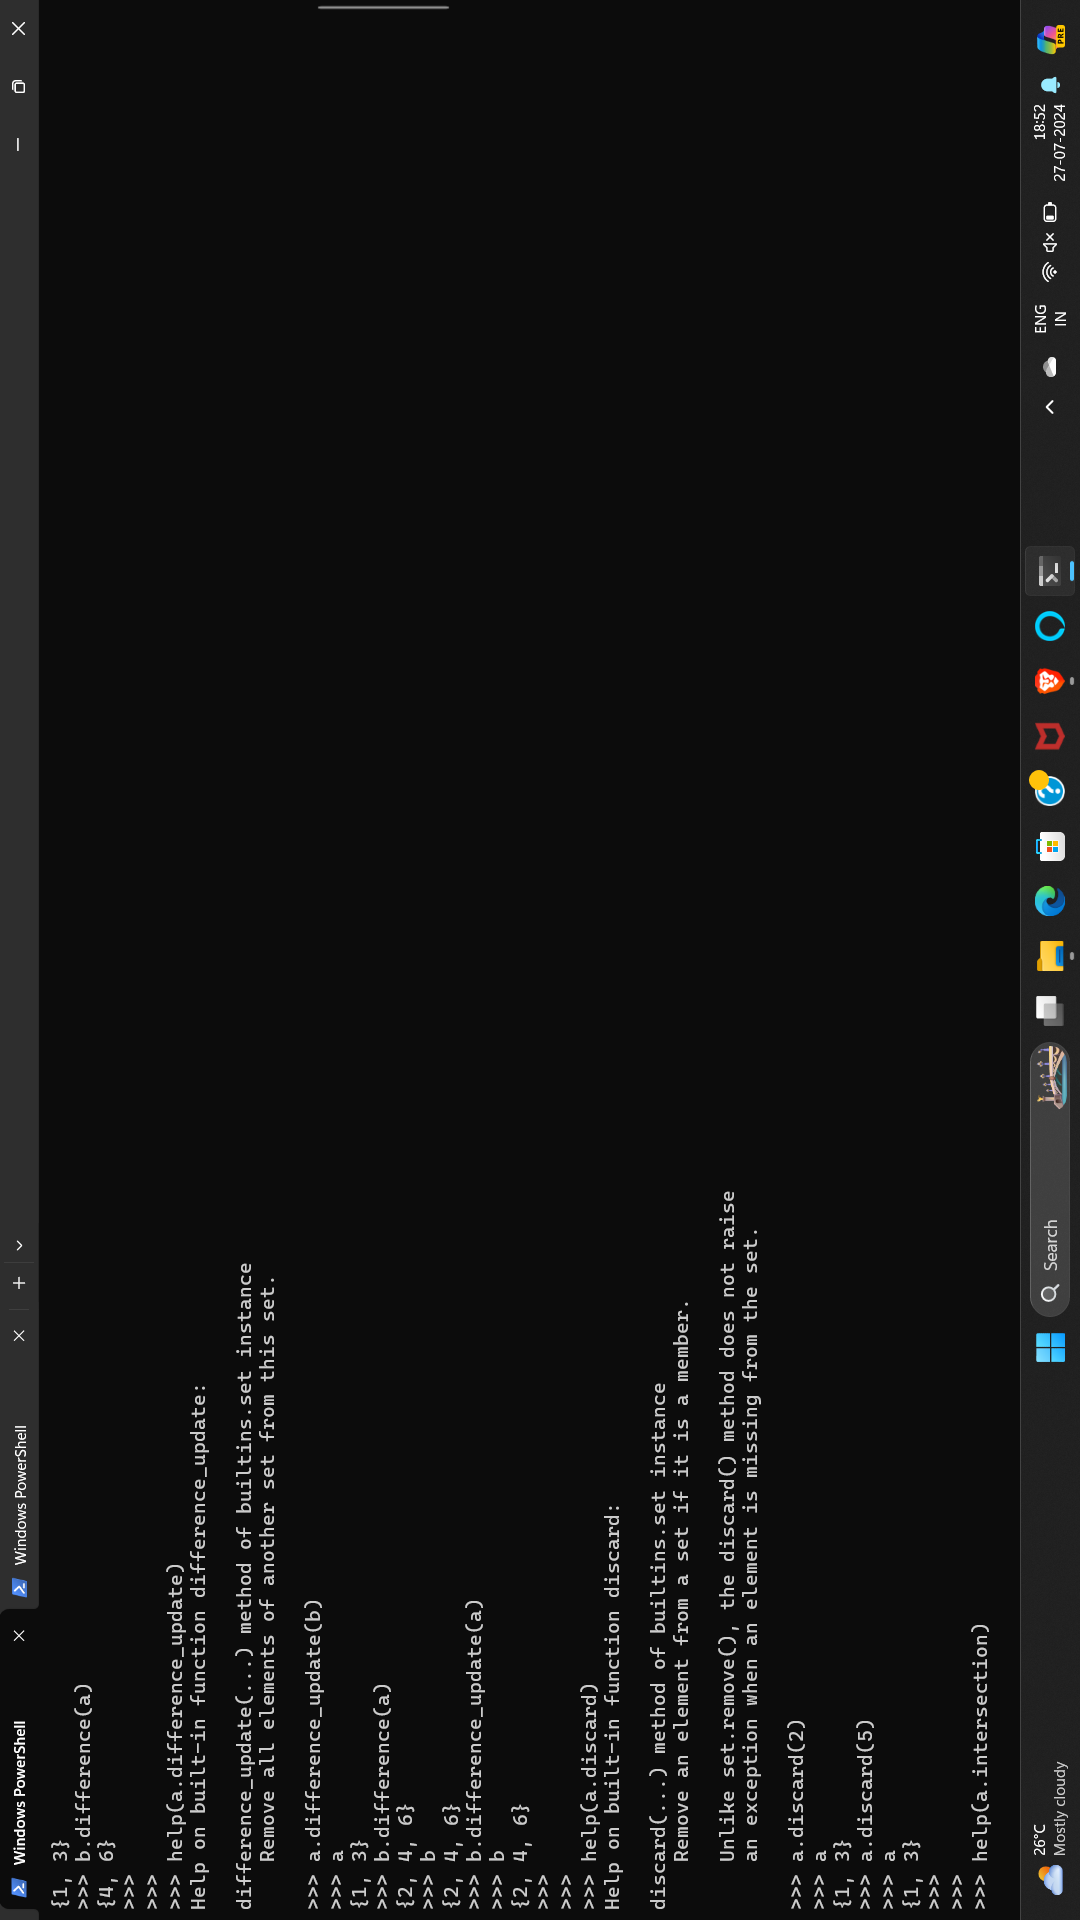 Windows PowerShell
Windows PowerShell
{1, 3}
>>> b.difference(a)
{4, 6}
>>>
>>>
>>> help(a.difference_update)
Help on built-in function difference_update:

difference_update(...) method of builtins.set instance
    Remove all elements of another set from this set.

>>> a.difference_update(b)
>>> a
{1, 3}
>>> b.difference(a)
{2, 4, 6}
>>> b
{2, 4, 6}
>>> b.difference_update(a)
>>> b
{2, 4, 6}
>>>
>>>
>>> help(a.discard)
Help on built-in function discard:

discard(...) method of builtins.set instance
    Remove an element from a set if it is a member.

    Unlike set.remove(), the discard() method does not raise
    an exception when an element is missing from the set.

>>> a.discard(2)
>>> a
{1, 3}
>>> a.discard(5)
>>> a
{1, 3}
>>>
>>>
>>> help(a.intersection)
26°C
Mostly cloudy
Search
ENG
IN
18:52
27-07-2024
PRE